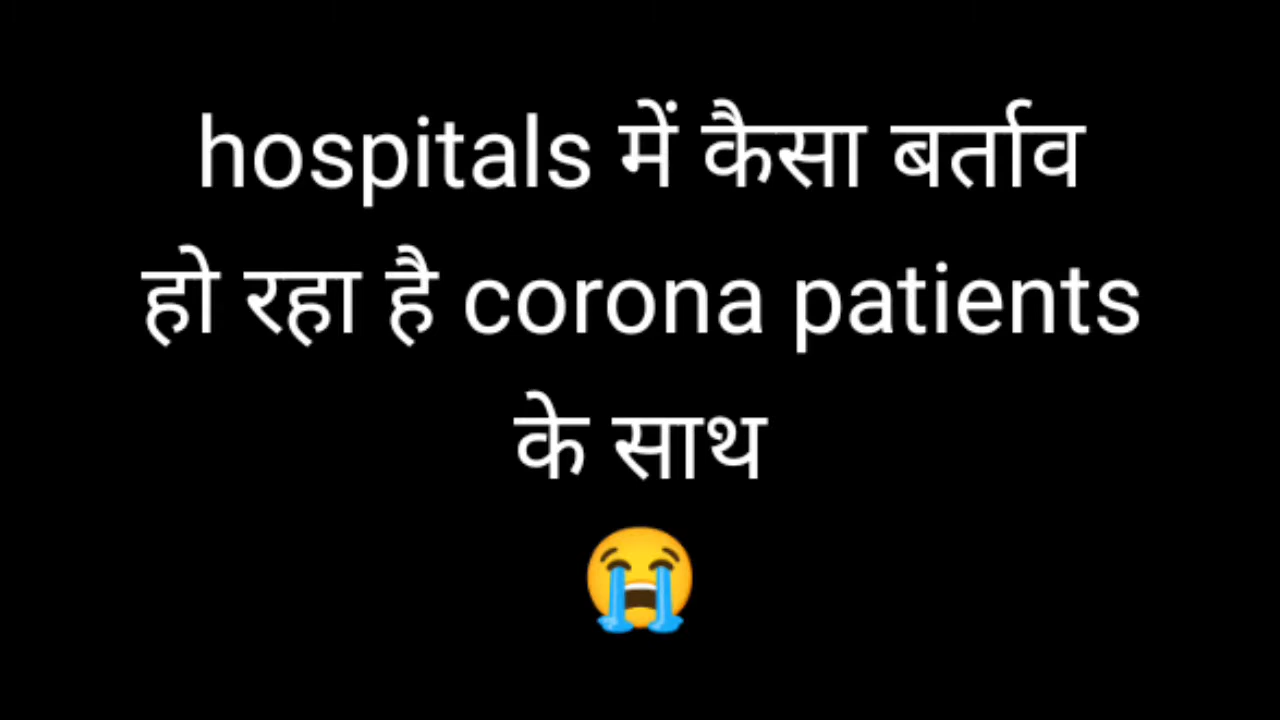 hospitals में कैसा बर्ताव
हो रहा है corona patients
के साथ
😭